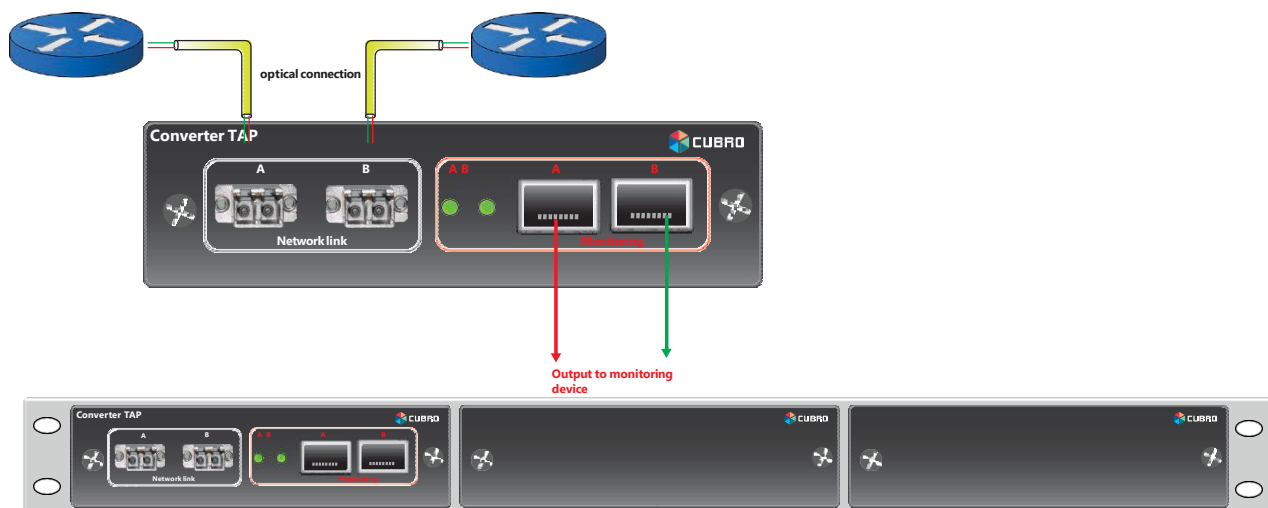 optical connection
Converter TAP
CUBRO
A
B
A B
A
B
Network link
Monitoring
Output to monitoring
device
Converter TAP
CUBRO
CUBRO
CUBRO
A
B
A B
A
B
Network link
Monitoring